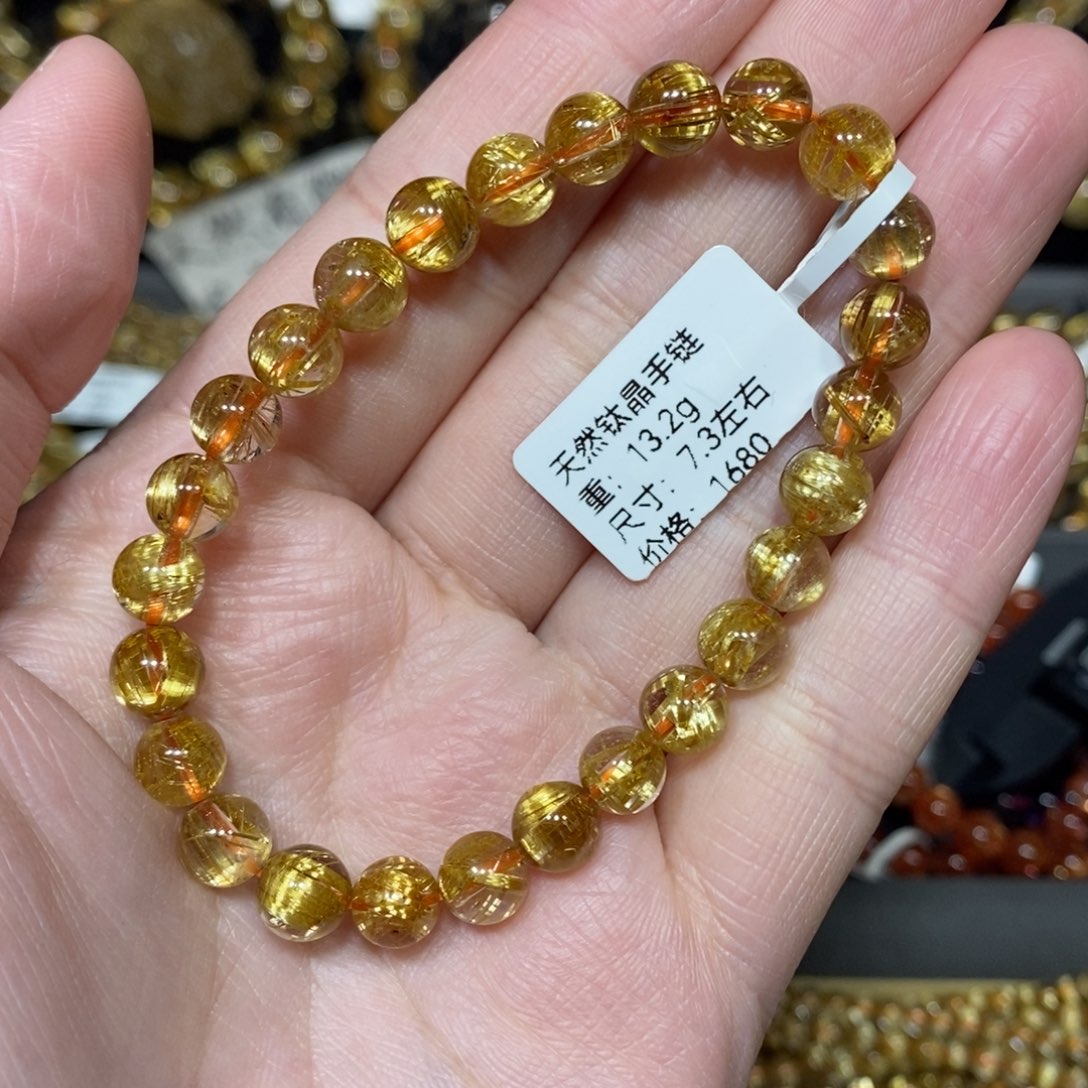 天然钛晶手链
重: 13.2g
尺寸: 7.3左右
价格: 1680